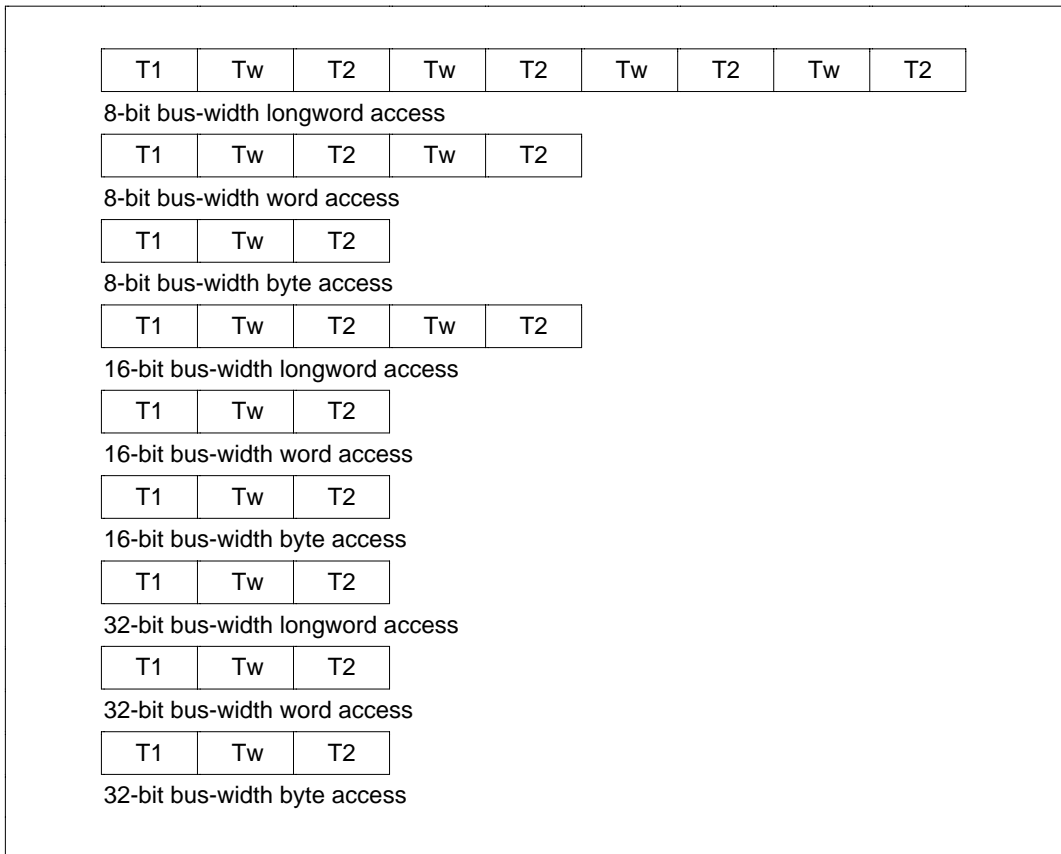 T1 Tw T2 Tw T2 Tw T2 Tw T2
8-bit bus-width longword access
T1 Tw T2 Tw T2
8-bit bus-width word access
T1 Tw T2
8-bit bus-width byte access
T1 Tw T2 Tw T2
16-bit bus-width longword access
T1 Tw T2
16-bit bus-width word access
T1 Tw T2
16-bit bus-width byte access
T1 Tw T2
32-bit bus-width longword access
T1 Tw T2
32-bit bus-width word access
T1 Tw T2
32-bit bus-width byte access